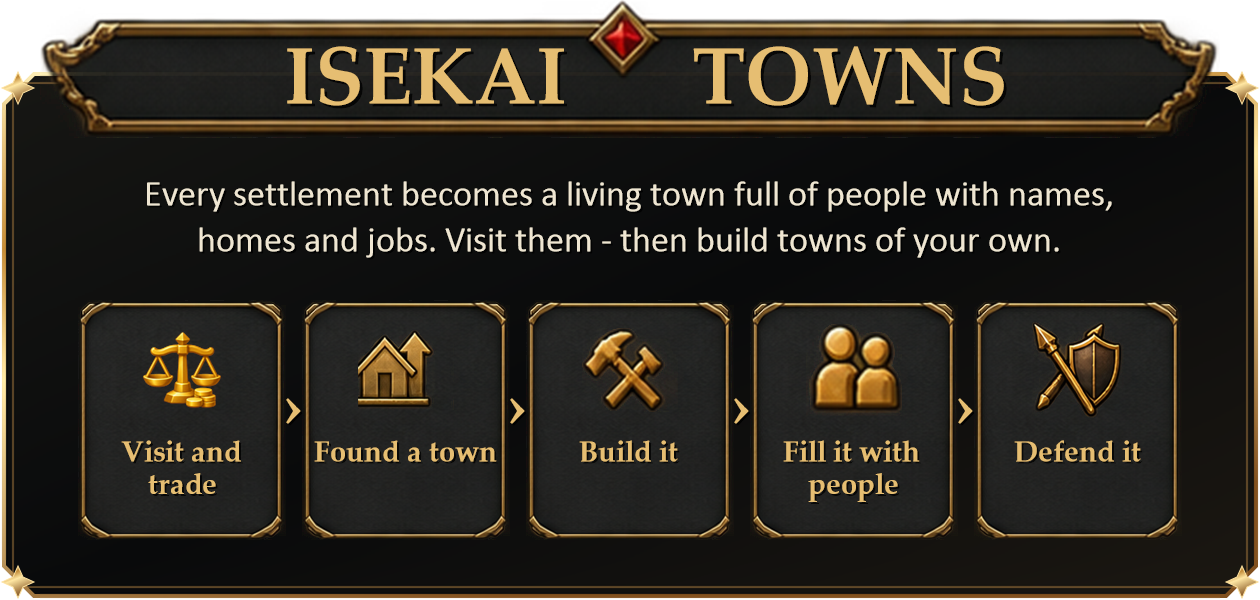 ISEKAI TOWNS
Every settlement becomes a living town full of people with names,
homes and jobs. Visit them - then build towns of your own.
Visit and
trade
Found a town
Build it
Fill it with
people
Defend it